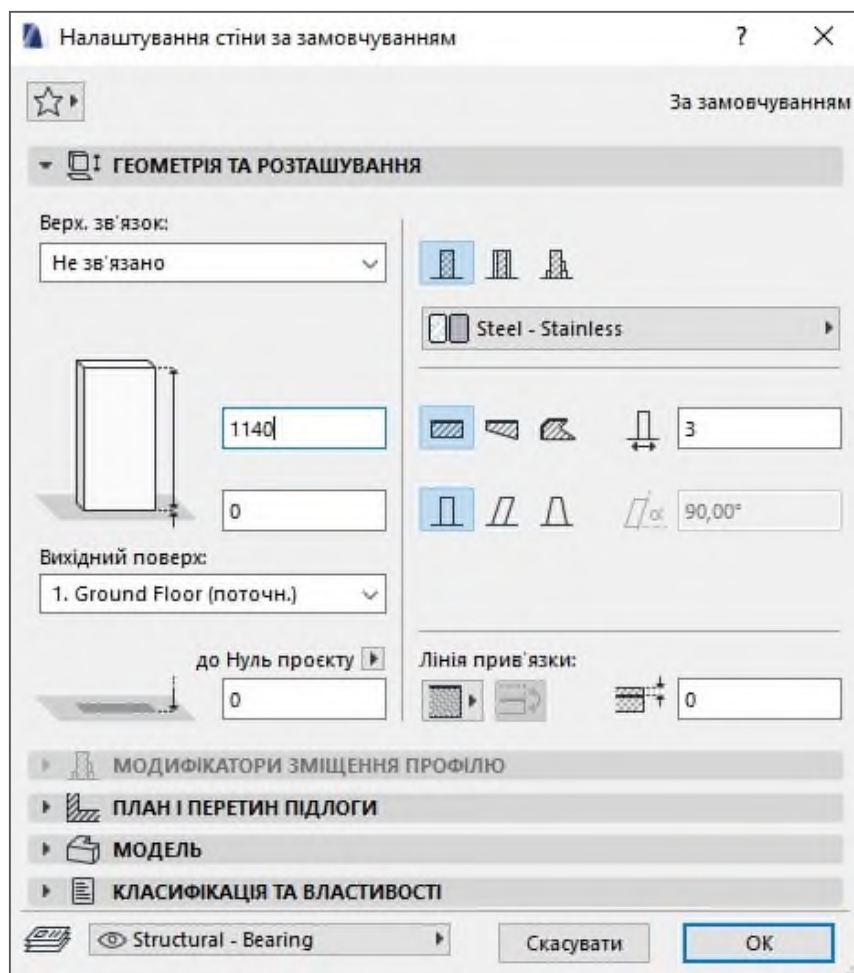 Налаштування стіни за замовчуванням
?
За замовчуванням
ГЕОМЕТРІЯ ТА РОЗТАШУВАННЯ
Верх. зв'язок:
Не зв'язано
Steel - Stainless
1140
3
0
α 90,00°
Вихідний поверх:
1. Ground Floor (поточн.)
до Нуль проєкту
Лінія прив'язки:
0
0
МОДИФІКАТОРИ ЗМІЩЕННЯ ПРОФІЛЮ
ПЛАН І ПЕРЕТИН ПІДЛОГИ
МОДЕЛЬ
КЛАСИФІКАЦІЯ ТА ВЛАСТИВОСТІ
Structural - Bearing
Скасувати
ОК